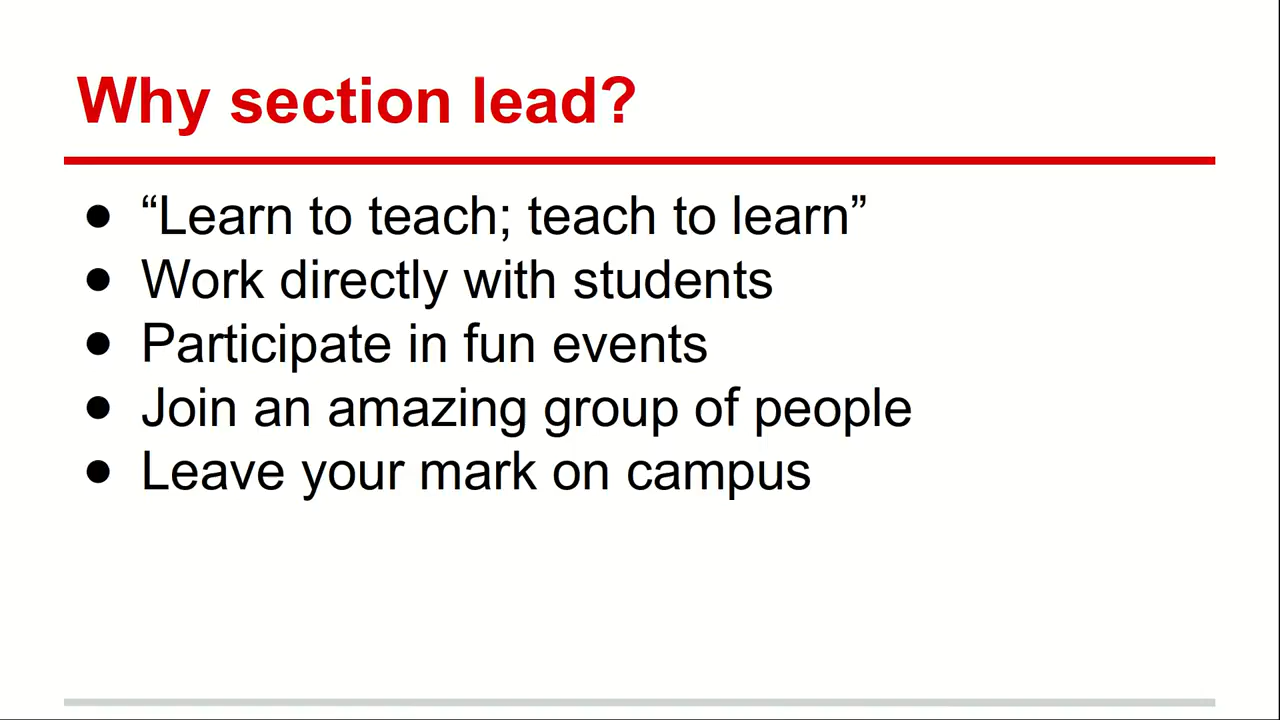 Why section lead?
● “Learn to teach; teach to learn”
● Work directly with students
● Participate in fun events
● Join an amazing group of people
● Leave your mark on campus